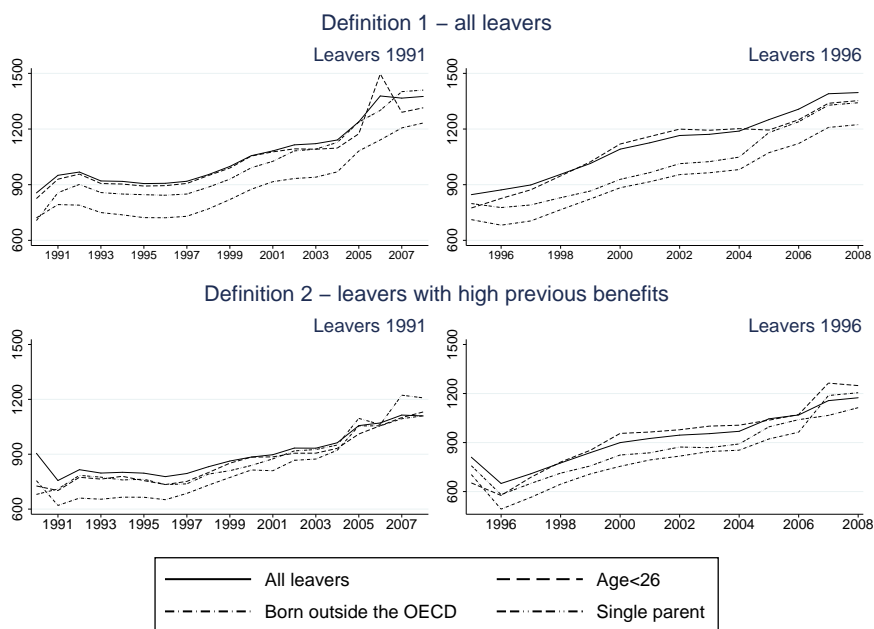 Definition 1 – all leavers
Leavers 1991
Leavers 1996
1500
1200
900
600
1991 1993 1995 1997 1999 2001 2003 2005 2007
1500
1200
900
600
1996 1998 2000 2002 2004 2006 2008
Definition 2 – leavers with high previous benefits
Leavers 1991
Leavers 1996
1500
1200
900
600
1991 1993 1995 1997 1999 2001 2003 2005 2007
1500
1200
900
600
1996 1998 2000 2002 2004 2006 2008
All leavers
Age<26
Born outside the OECD
Single parent